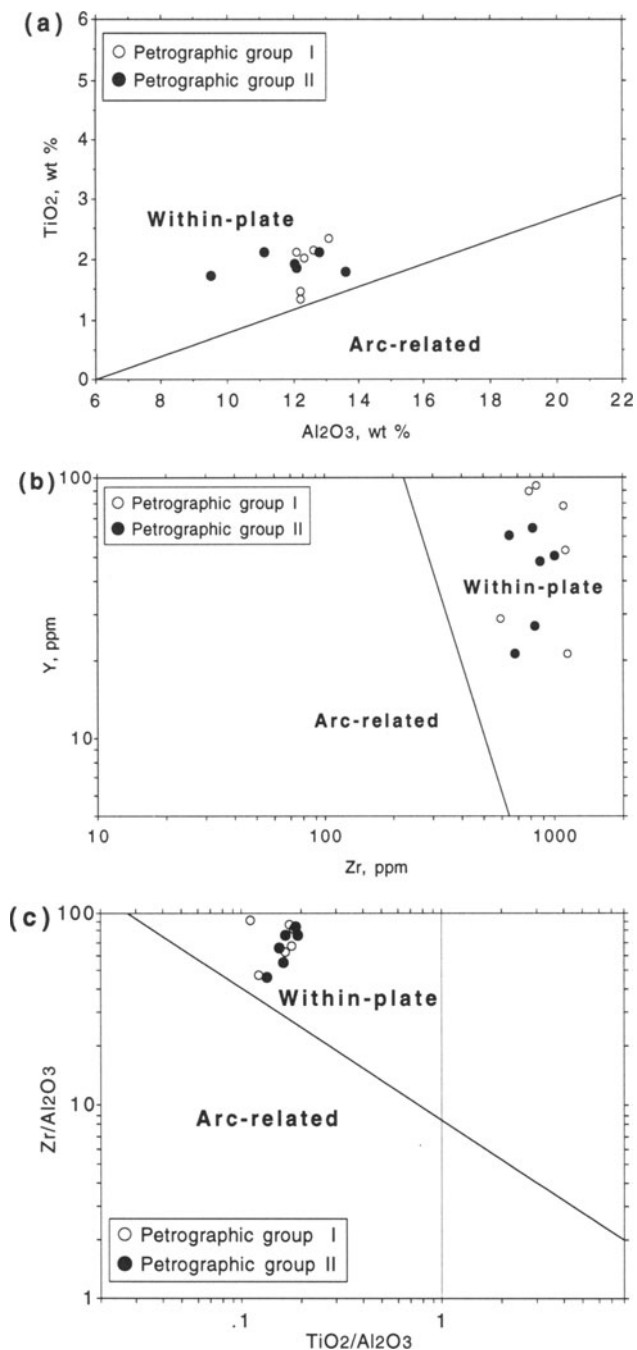 (a)
Petrographic group I
Petrographic group II
6
5
4
3
2
1
0
TiO2, wt %
Within-plate
Arc-related
6 8 10 12 14 16 18 20 22
Al2O3, wt %
(b)
Petrographic group I
Petrographic group II
100
10
Y, ppm
Within-plate
Arc-related
10 100 1000
Zr, ppm
(c)
100
10
1
Zr/Al2O3
Within-plate
Arc-related
Petrographic group I
Petrographic group II
.1 1
TiO2/Al2O3